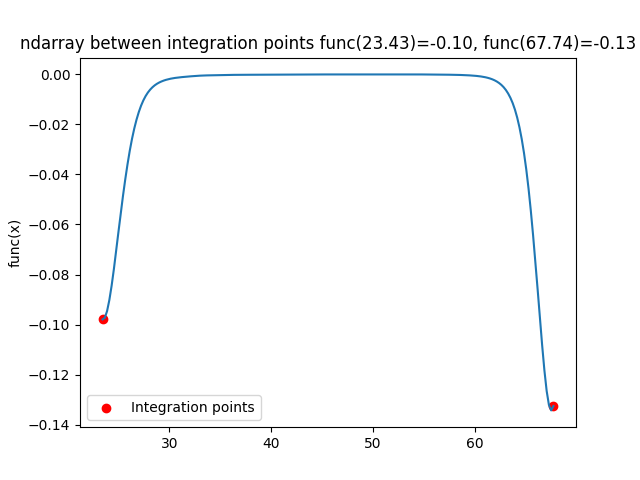 ndarray between integration points func(23.43)=-0.10, func(67.74)=-0.13
0.00
−0.02
−0.04
−0.06
−0.08
−0.10
−0.12
−0.14
func(x)
Integration points
30 40 50 60